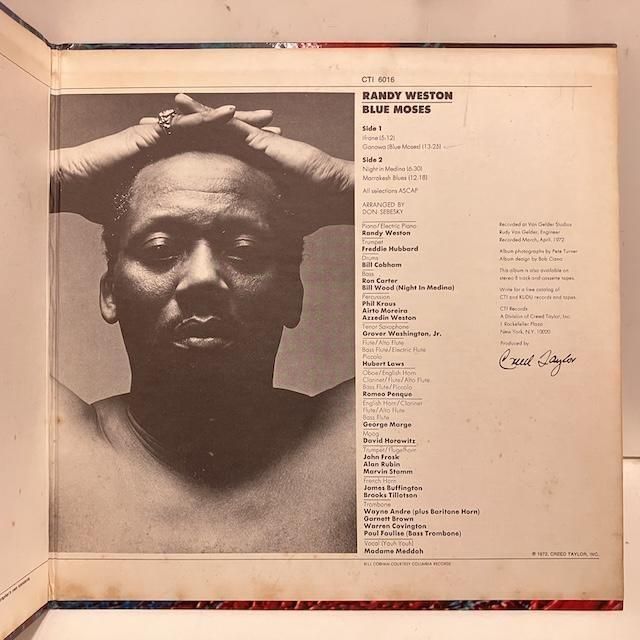 CTI 6016
RANDY WESTON
BLUE MOSES
Side 1
Ifrane (5:12)
Ganawa (Blue Moses) (13:25)
Side 2
Night in Medina (6:30)
Marrakesh Blues (12:18)
All selections ASCAP
ARRANGED BY
DON SEBESKY
Piano/Electric Piano
Randy Weston
Trumpet
Freddie Hubbard
Drums
Bill Cobham
Bass
Ron Carter
Bill Wood (Night In Medina)
Percussion
Phil Kraus
Airto Moreira
Azzedin Weston
Tenor Saxophone
Grover Washington, Jr.
Flute/Alto Flute
Bass Flute/Electric Flute
Piccolo
Hubert Laws
Oboe/English Horn
Clarinet/Flute/Alto Flute
Bass Flute/Piccolo
Romeo Penque
English Horn/Clarinet
Flute/Alto Flute
Bass Flute
George Marge
Moog
David Horowitz
Trumpet/Flugelhorn
John Frosk
Alan Rubin
Marvin Stamm
French Horn
James Buffington
Brooks Tillotson
Trombone
Wayne Andre (plus Baritone Horn)
Garnett Brown
Warren Covington
Paul Faulise (Bass Trombone)
Vocal (Youh Youh)
Madame Meddah
BILL COBHAM COURTESY COLUMBIA RECORDS
Recorded at Van Gelder Studios
Rudy Van Gelder, Engineer
Recorded March, April, 1972
Album photographs by Pete Turner
Album design by Bob Ciano
This album is also available on
stereo 8 track and cassette tapes.
Write for a free catalog of
CTI and KUDU records and tapes.
CTI Records
A Division of Creed Taylor, Inc.
1 Rockefeller Plaza
New York, N.Y. 10020
Produced by
Creed Taylor
℗ 1972, CREED TAYLOR, INC.